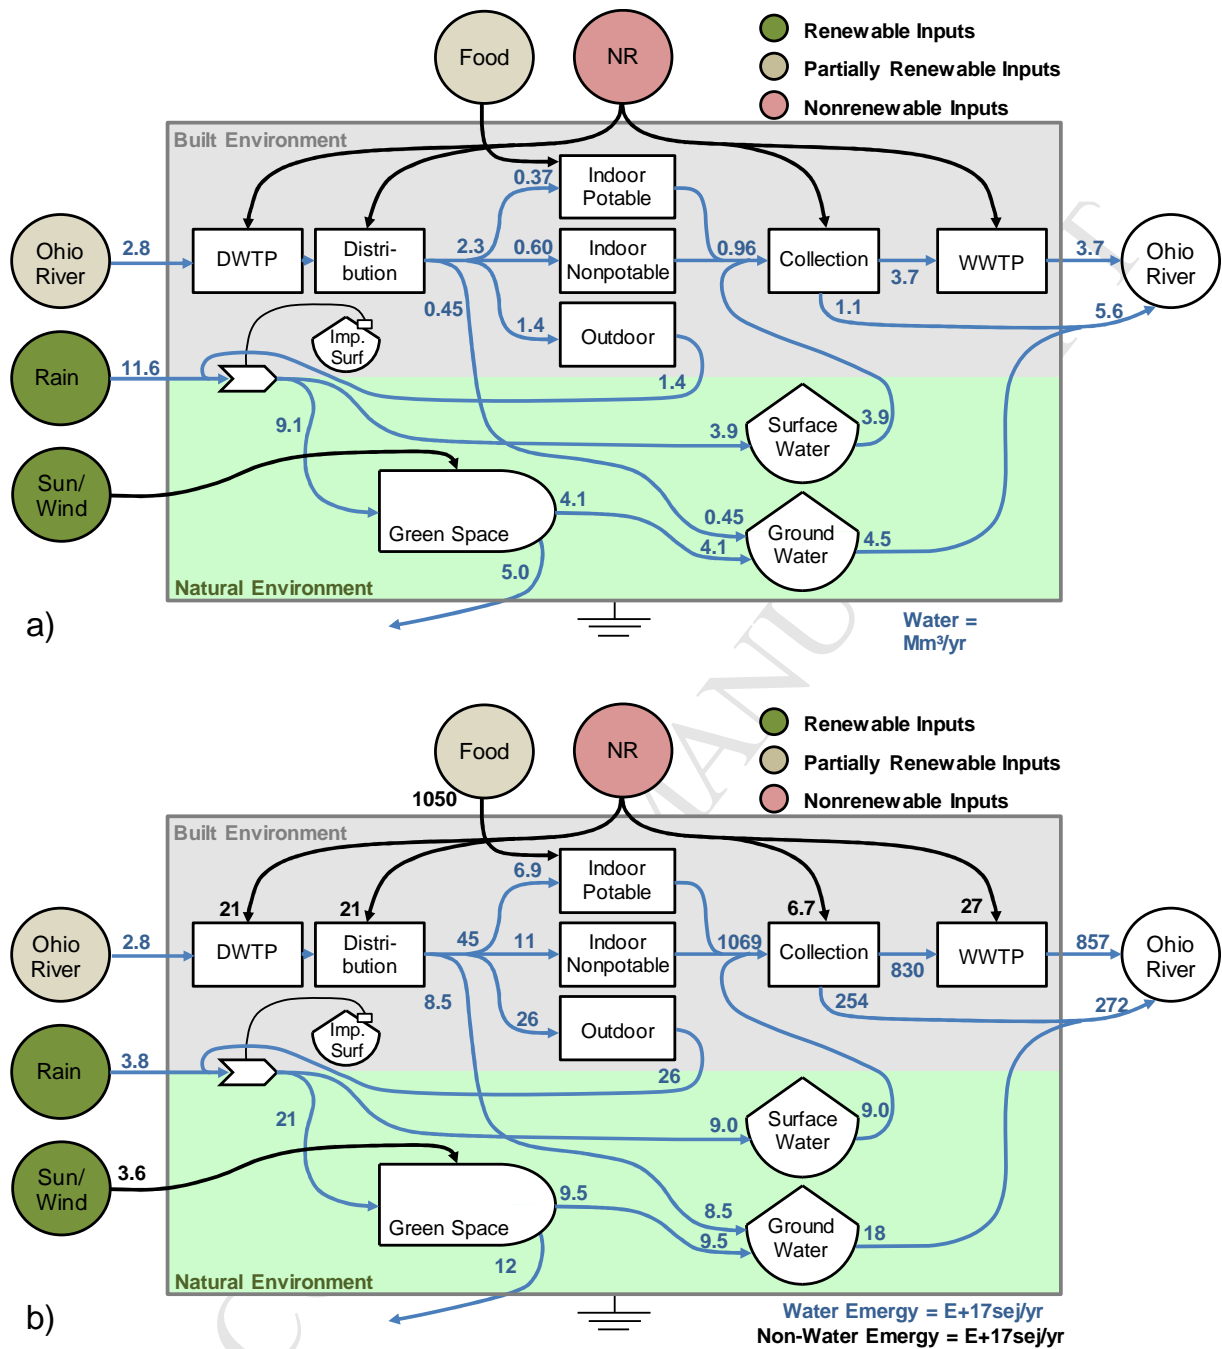 Food
NR
Renewable Inputs
Partially Renewable Inputs
Nonrenewable Inputs
Built Environment
Indoor
Potable
0.37
Ohio
River
2.8
DWTP
Distri-
bution
2.3
0.60
Indoor
Nonpotable
0.96
Collection
3.7
WWTP
3.7
Ohio
River
0.45
1.4
Outdoor
1.1
5.6
Imp.
Surf
Rain
11.6
1.4
9.1
3.9
Surface
Water
3.9
Sun/
Wind
Green Space
4.1
0.45
4.1
Ground
Water
4.5
5.0
Natural Environment
a)
Water =
Mm³/yr
Food
NR
Renewable Inputs
Partially Renewable Inputs
Nonrenewable Inputs
1050
Built Environment
Indoor
Potable
6.9
21
21
6.7
27
Ohio
River
2.8
DWTP
Distri-
bution
45
11
Indoor
Nonpotable
1069
Collection
830
WWTP
857
Ohio
River
8.5
26
Outdoor
254
272
Imp.
Surf
Rain
3.8
26
21
9.0
Surface
Water
9.0
Sun/
Wind
3.6
Green Space
9.5
8.5
9.5
Ground
Water
18
12
Natural Environment
b)
Water Emergy = E+17sej/yr
Non-Water Emergy = E+17sej/yr